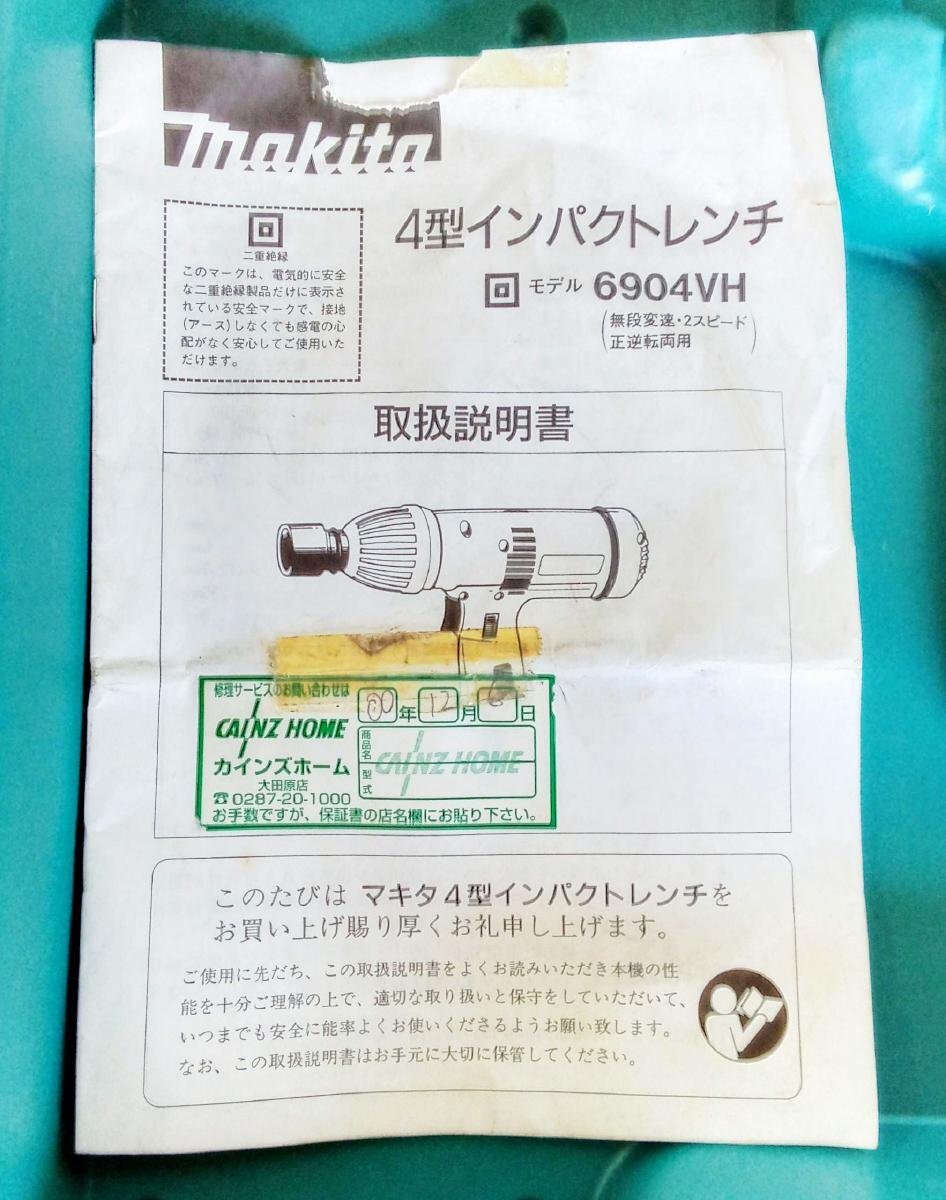 makita
二重絶縁
このマークは、電気的に安全
な二重絶縁製品だけに表示さ
れている安全マークで、接地
(アース)しなくても感電の心
配がなく安心してご使用いた
だけます。
4型インパクトレンチ
モデル 6904VH
(無段変速・2スピード
正逆転両用)
取扱説明書
修理サービスのお問い合わせは
CAINZ HOME
カインズホーム
大田原店
☎0287-20-1000
00年12月 日
商品名
型式
CAINZ HOME
お手数ですが、保証書の店名欄にお貼り下さい。
このたびは マキタ4型インパクトレンチを
お買い上げ賜り厚くお礼申し上げます。
ご使用に先だち、この取扱説明書をよくお読みいただき本機の性
能を十分ご理解の上で、適切な取り扱いと保守をしていただいて、
いつまでも安全に能率よくお使いくださるようお願い致します。
なお、この取扱説明書はお手元に大切に保管してください。